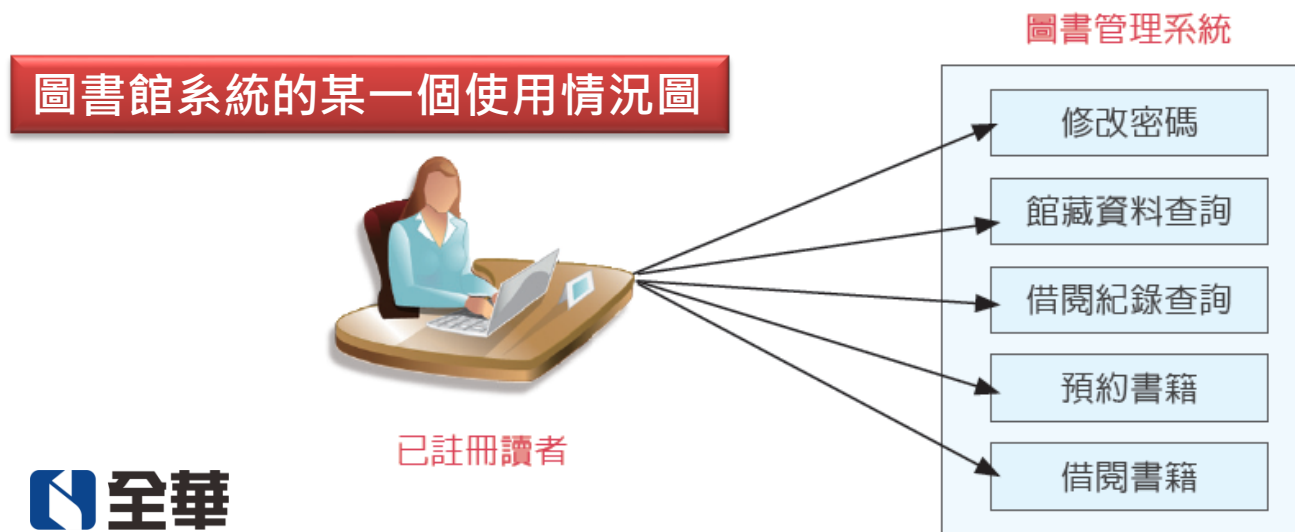 圖書管理系統
圖書館系統的某一個使用情況圖
修改密碼
館藏資料查詢
借閱紀錄查詢
預約書籍
已註冊讀者
借閱書籍
全華